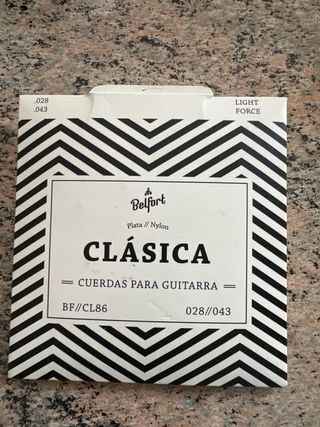 .028
.043
LIGHT
FORCE
Belfort
Plata // Nylon
CLÁSICA
CUERDAS PARA GUITARRA
BF//CL86 028//043